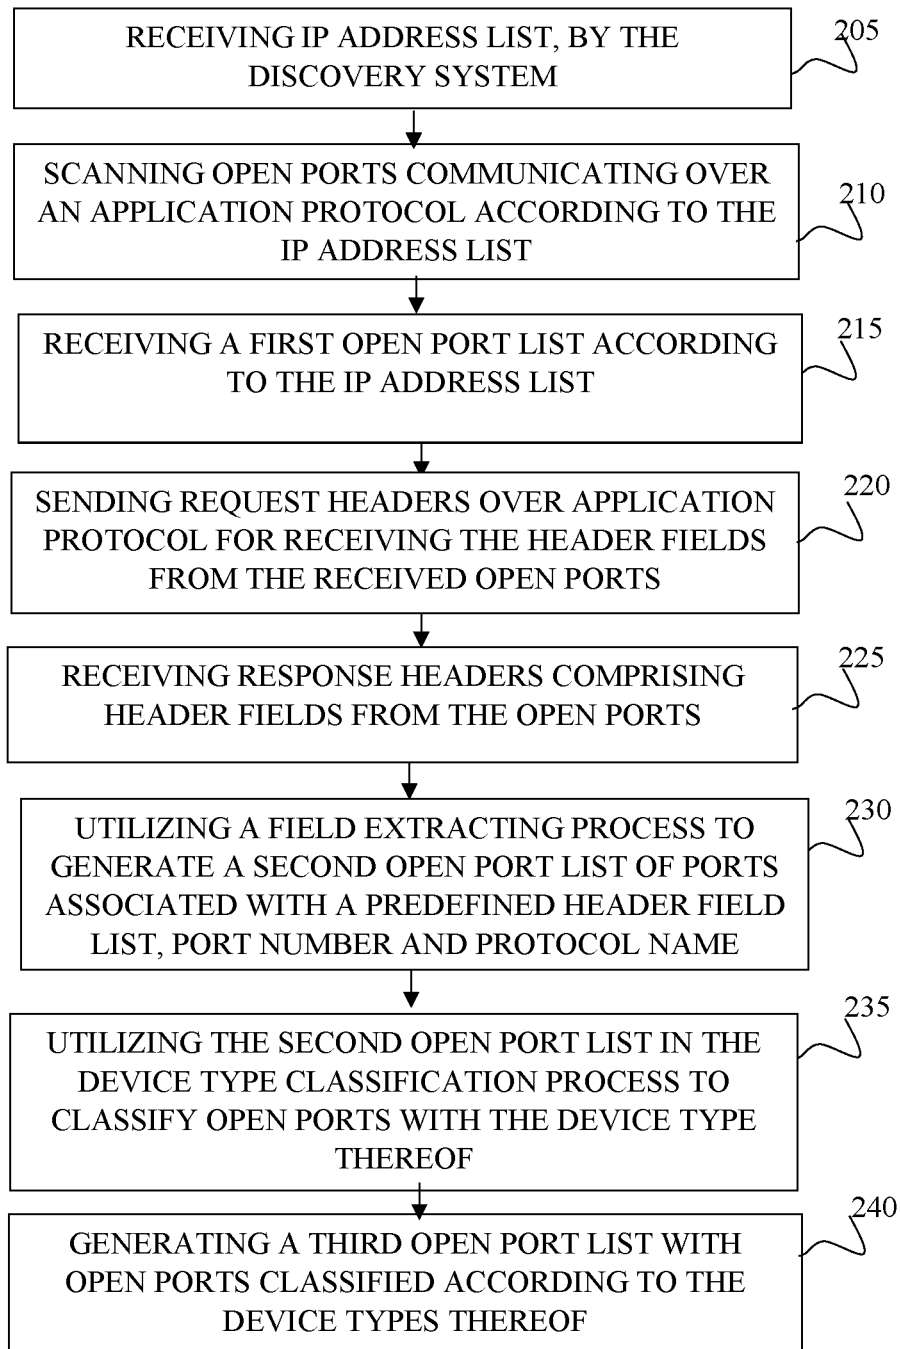 RECEIVING IP ADDRESS LIST, BY THE
DISCOVERY SYSTEM
205
SCANNING OPEN PORTS COMMUNICATING OVER
AN APPLICATION PROTOCOL ACCORDING TO THE
IP ADDRESS LIST
210
RECEIVING A FIRST OPEN PORT LIST ACCORDING
TO THE IP ADDRESS LIST
215
SENDING REQUEST HEADERS OVER APPLICATION
PROTOCOL FOR RECEIVING THE HEADER FIELDS
FROM THE RECEIVED OPEN PORTS
220
RECEIVING RESPONSE HEADERS COMPRISING
HEADER FIELDS FROM THE OPEN PORTS
225
UTILIZING A FIELD EXTRACTING PROCESS TO
GENERATE A SECOND OPEN PORT LIST OF PORTS
ASSOCIATED WITH A PREDEFINED HEADER FIELD
LIST, PORT NUMBER AND PROTOCOL NAME
230
UTILIZING THE SECOND OPEN PORT LIST IN THE
DEVICE TYPE CLASSIFICATION PROCESS TO
CLASSIFY OPEN PORTS WITH THE DEVICE TYPE
THEREOF
235
GENERATING A THIRD OPEN PORT LIST WITH
OPEN PORTS CLASSIFIED ACCORDING TO THE
DEVICE TYPES THEREOF
240